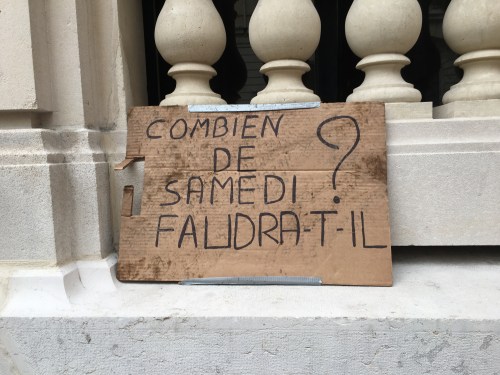 COMBIEN
DE
SAMEDI ?
FAUDRA-T-IL